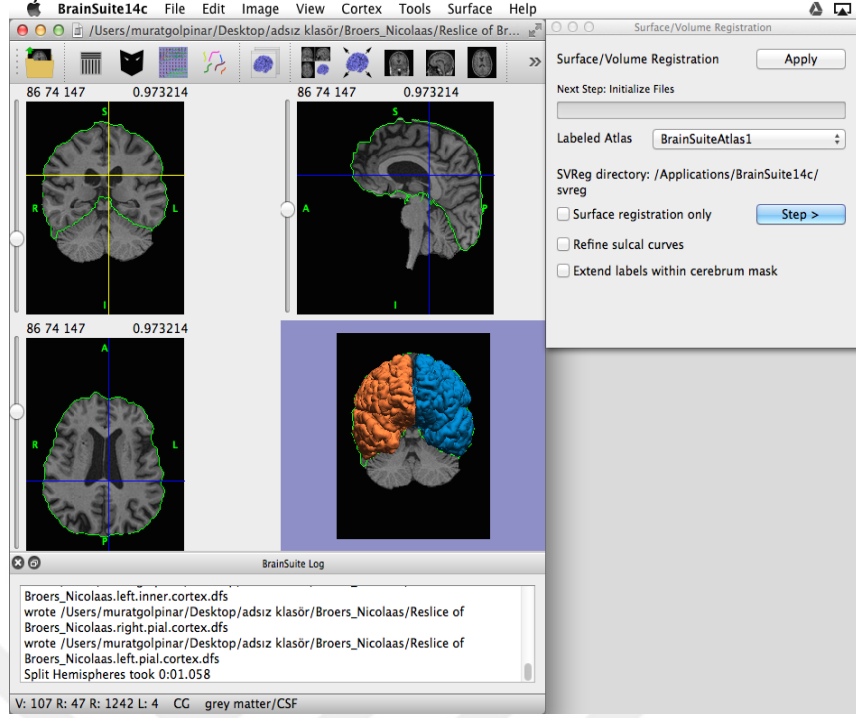 BrainSuite14c File Edit Image View Cortex Tools Surface Help
/Users/muratgolpinar/Desktop/adsız klasör/Broers_Nicolaas/Reslice of Br...
Surface/Volume Registration
»
86 74 147 0.973214
86 74 147 0.973214
S
R
L
I
S
A
P
I
86 74 147 0.973214
A
R
L
P
Surface/Volume Registration
Apply
Next Step: Initialize Files
Labeled Atlas
BrainSuiteAtlas1
SVReg directory: /Applications/BrainSuite14c/
svreg
Surface registration only
Step >
Refine sulcal curves
Extend labels within cerebrum mask
BrainSuite Log
Broers_Nicolaas.left.inner.cortex.dfs
wrote /Users/muratgolpinar/Desktop/adsız klasör/Broers_Nicolaas/Reslice of
Broers_Nicolaas.right.pial.cortex.dfs
wrote /Users/muratgolpinar/Desktop/adsız klasör/Broers_Nicolaas/Reslice of
Broers_Nicolaas.left.pial.cortex.dfs
Split Hemispheres took 0:01.058
V: 107 R: 47 R: 1242 L: 4 CG grey matter/CSF